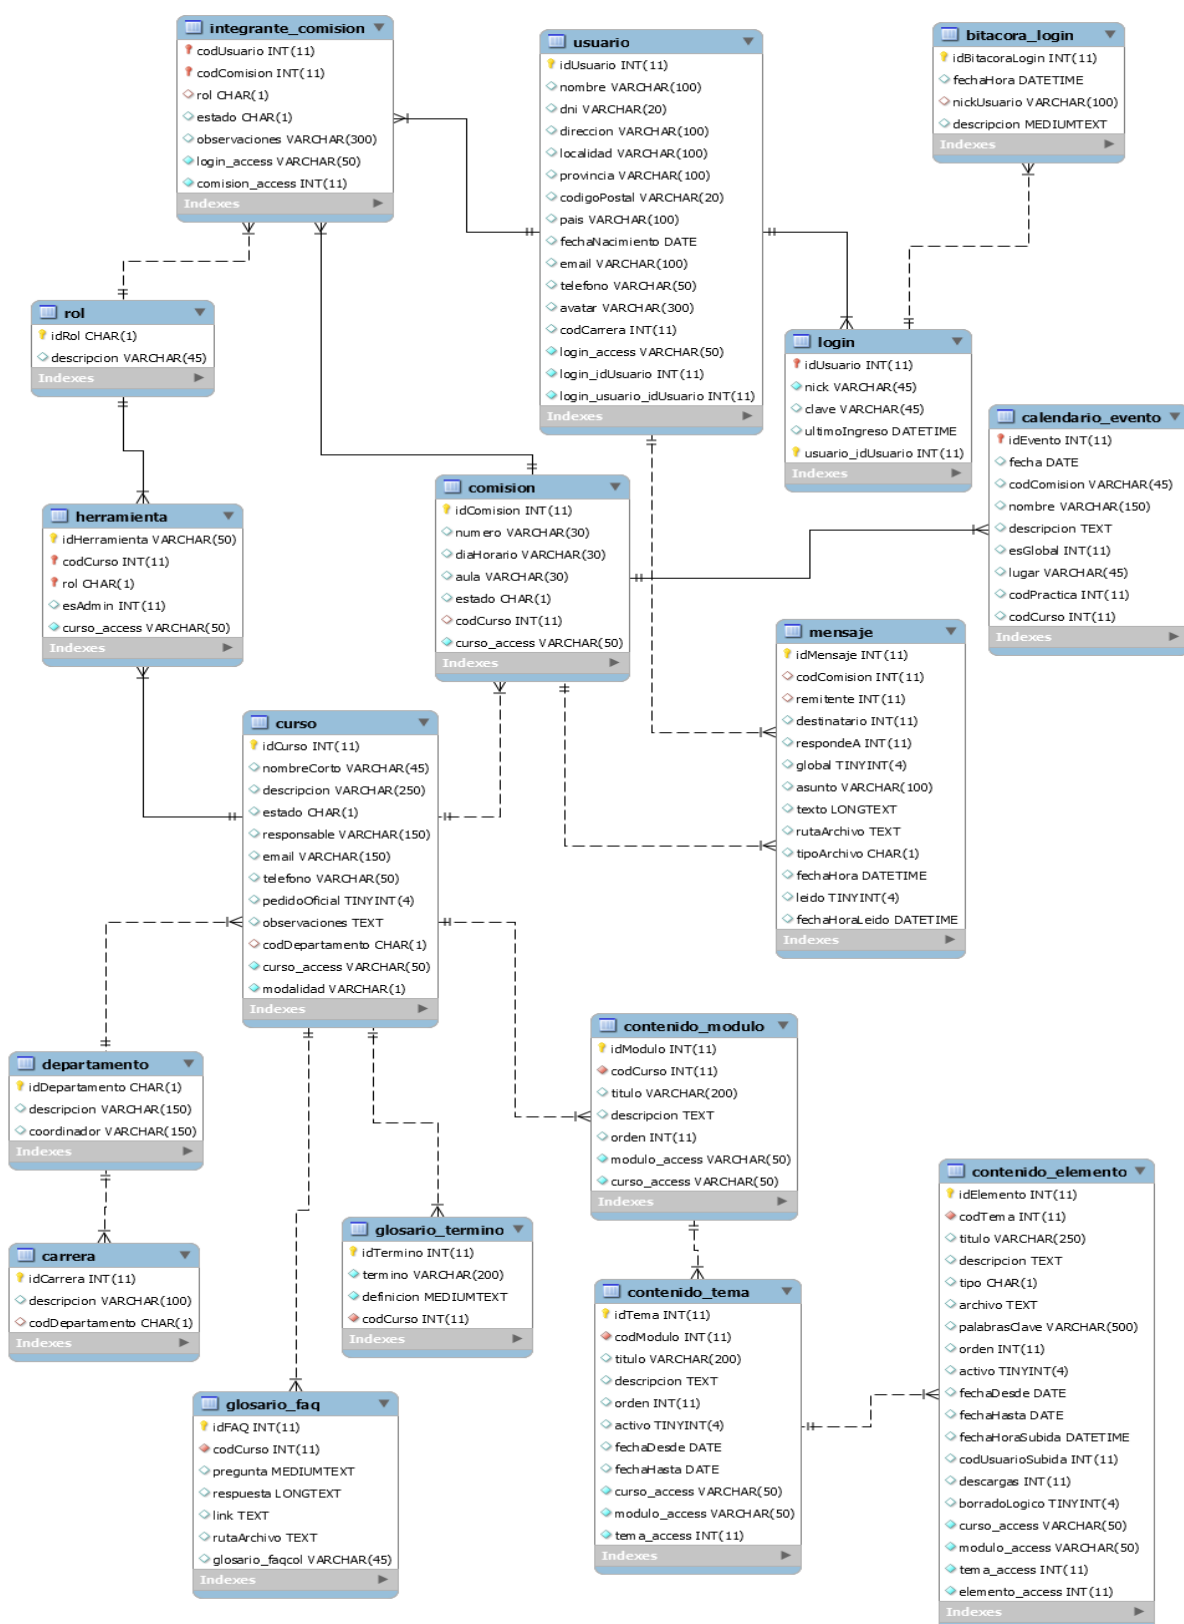 integrante_comision
codUsuario INT(11)
codComision INT(11)
rol CHAR(1)
estado CHAR(1)
observaciones VARCHAR(300)
login_access VARCHAR(50)
comision_access INT(11)
Indexes
usuario
idUsuario INT(11)
nombre VARCHAR(100)
dni VARCHAR(20)
direccion VARCHAR(100)
localidad VARCHAR(100)
provincia VARCHAR(100)
codigoPostal VARCHAR(20)
pais VARCHAR(100)
fechaNacimiento DATE
email VARCHAR(100)
telefono VARCHAR(50)
avatar VARCHAR(300)
codCarrera INT(11)
login_access VARCHAR(50)
login_idUsuario INT(11)
login_usuario_idUsuario INT(11)
Indexes
bitacora_login
idBitacoraLogin INT(11)
fechaHora DATETIME
nickUsuario VARCHAR(100)
descripcion MEDIUMTEXT
Indexes
rol
idRol CHAR(1)
descripcion VARCHAR(45)
Indexes
login
idUsuario INT(11)
nick VARCHAR(45)
clave VARCHAR(45)
ultimoIngreso DATETIME
usuario_idUsuario INT(11)
Indexes
calendario_evento
idEvento INT(11)
fecha DATE
codComision VARCHAR(45)
nombre VARCHAR(150)
descripcion TEXT
esGlobal INT(11)
lugar VARCHAR(45)
codPractica INT(11)
codCurso INT(11)
Indexes
herramienta
idHerramienta VARCHAR(50)
codCurso INT(11)
rol CHAR(1)
esAdmin INT(11)
curso_access VARCHAR(50)
Indexes
comision
idComision INT(11)
numero VARCHAR(30)
diaHorario VARCHAR(30)
aula VARCHAR(30)
estado CHAR(1)
codCurso INT(11)
curso_access VARCHAR(50)
Indexes
mensaje
idMensaje INT(11)
codComision INT(11)
remitente INT(11)
destinatario INT(11)
respondeA INT(11)
global TINYINT(4)
asunto VARCHAR(100)
texto LONGTEXT
rutaArchivo TEXT
tipoArchivo CHAR(1)
fechaHora DATETIME
leido TINYINT(4)
fechaHoraLeido DATETIME
Indexes
curso
idCurso INT(11)
nombreCorto VARCHAR(45)
descripcion VARCHAR(250)
estado CHAR(1)
responsable VARCHAR(150)
email VARCHAR(150)
telefono VARCHAR(50)
pedidoOficial TINYINT(4)
observaciones TEXT
codDepartamento CHAR(1)
curso_access VARCHAR(50)
modalidad VARCHAR(1)
Indexes
departamento
idDepartamento CHAR(1)
descripcion VARCHAR(150)
coordinador VARCHAR(150)
Indexes
contenido_modulo
idModulo INT(11)
codCurso INT(11)
titulo VARCHAR(200)
descripcion TEXT
orden INT(11)
modulo_access VARCHAR(50)
curso_access VARCHAR(50)
Indexes
carrera
idCarrera INT(11)
descripcion VARCHAR(100)
codDepartamento CHAR(1)
Indexes
glosario_termino
idTermino INT(11)
termino VARCHAR(200)
definicion MEDIUMTEXT
codCurso INT(11)
Indexes
contenido_tema
idTema INT(11)
codModulo INT(11)
titulo VARCHAR(200)
descripcion TEXT
orden INT(11)
activo TINYINT(4)
fechaDesde DATE
fechaHasta DATE
curso_access VARCHAR(50)
modulo_access VARCHAR(50)
tema_access INT(11)
Indexes
contenido_elemento
idElemento INT(11)
codTema INT(11)
titulo VARCHAR(250)
descripcion TEXT
tipo CHAR(1)
archivo TEXT
palabrasClave VARCHAR(500)
orden INT(11)
activo TINYINT(4)
fechaDesde DATE
fechaHasta DATE
fechaHoraSubida DATETIME
codUsuarioSubida INT(11)
descargas INT(11)
borradoLogico TINYINT(4)
curso_access VARCHAR(50)
modulo_access VARCHAR(50)
tema_access INT(11)
elemento_access INT(11)
Indexes
glosario_faq
idFAQ INT(11)
codCurso INT(11)
pregunta MEDIUMTEXT
respuesta LONGTEXT
link TEXT
rutaArchivo TEXT
glosario_faqcol VARCHAR(45)
Indexes